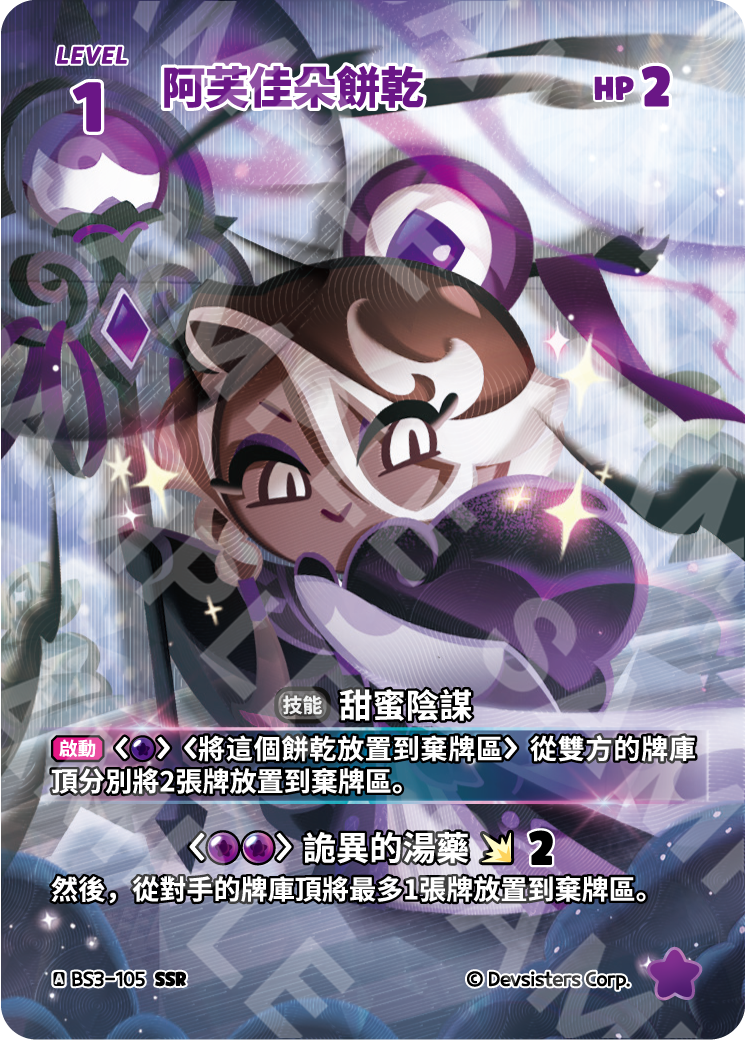 LEVEL
1
阿芙佳朵餅乾
HP 2
技能 甜蜜陰謀
啟動 〈★〉〈將這個餅乾放置到棄牌區〉從雙方的牌庫
頂分別將2張牌放置到棄牌區。
〈★★〉詭異的湯藥 2
然後，從對手的牌庫頂將最多1張牌放置到棄牌區。
A BS3-105 SSR
© Devsisters Corp.
SAMPLE